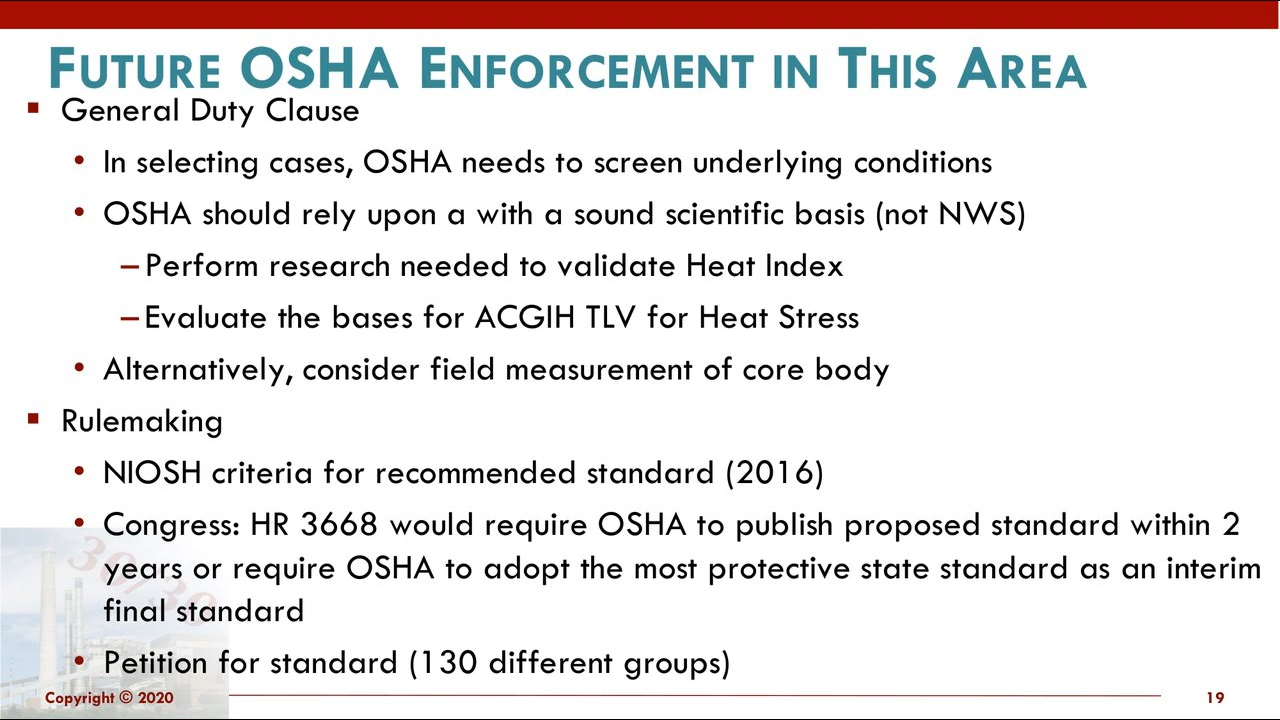 FUTURE OSHA ENFORCEMENT IN THIS AREA
▪ General Duty Clause
• In selecting cases, OSHA needs to screen underlying conditions
• OSHA should rely upon a with a sound scientific basis (not NWS)
– Perform research needed to validate Heat Index
– Evaluate the bases for ACGIH TLV for Heat Stress
• Alternatively, consider field measurement of core body
▪ Rulemaking
• NIOSH criteria for recommended standard (2016)
• Congress: HR 3668 would require OSHA to publish proposed standard within 2
years or require OSHA to adopt the most protective state standard as an interim
final standard
• Petition for standard (130 different groups)
Copyright © 2020
19